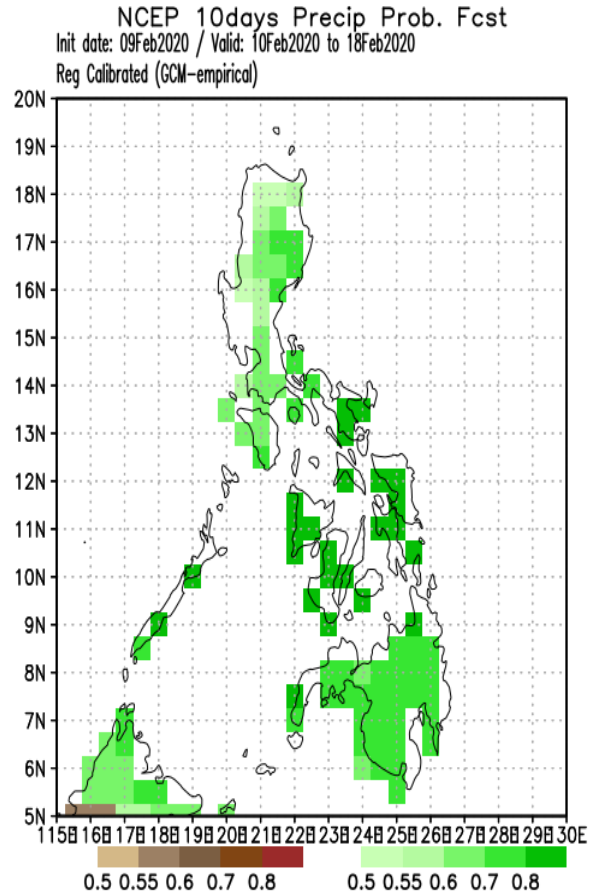 NCEP 10days Precip Prob. Fcst
Init date: 09Feb2020 / Valid: 10Feb2020 to 18Feb2020
Reg Calibrated (GCM-empirical)
20N
19N
18N
17N
16N
15N
14N
13N
12N
11N
10N
9N
8N
7N
6N
5N
115E 116E 117E 118E 119E 120E 121E 122E 123E 124E 125E 126E 127E 128E 129E 130E
0.5 0.55 0.6 0.7 0.8 0.5 0.55 0.6 0.7 0.8